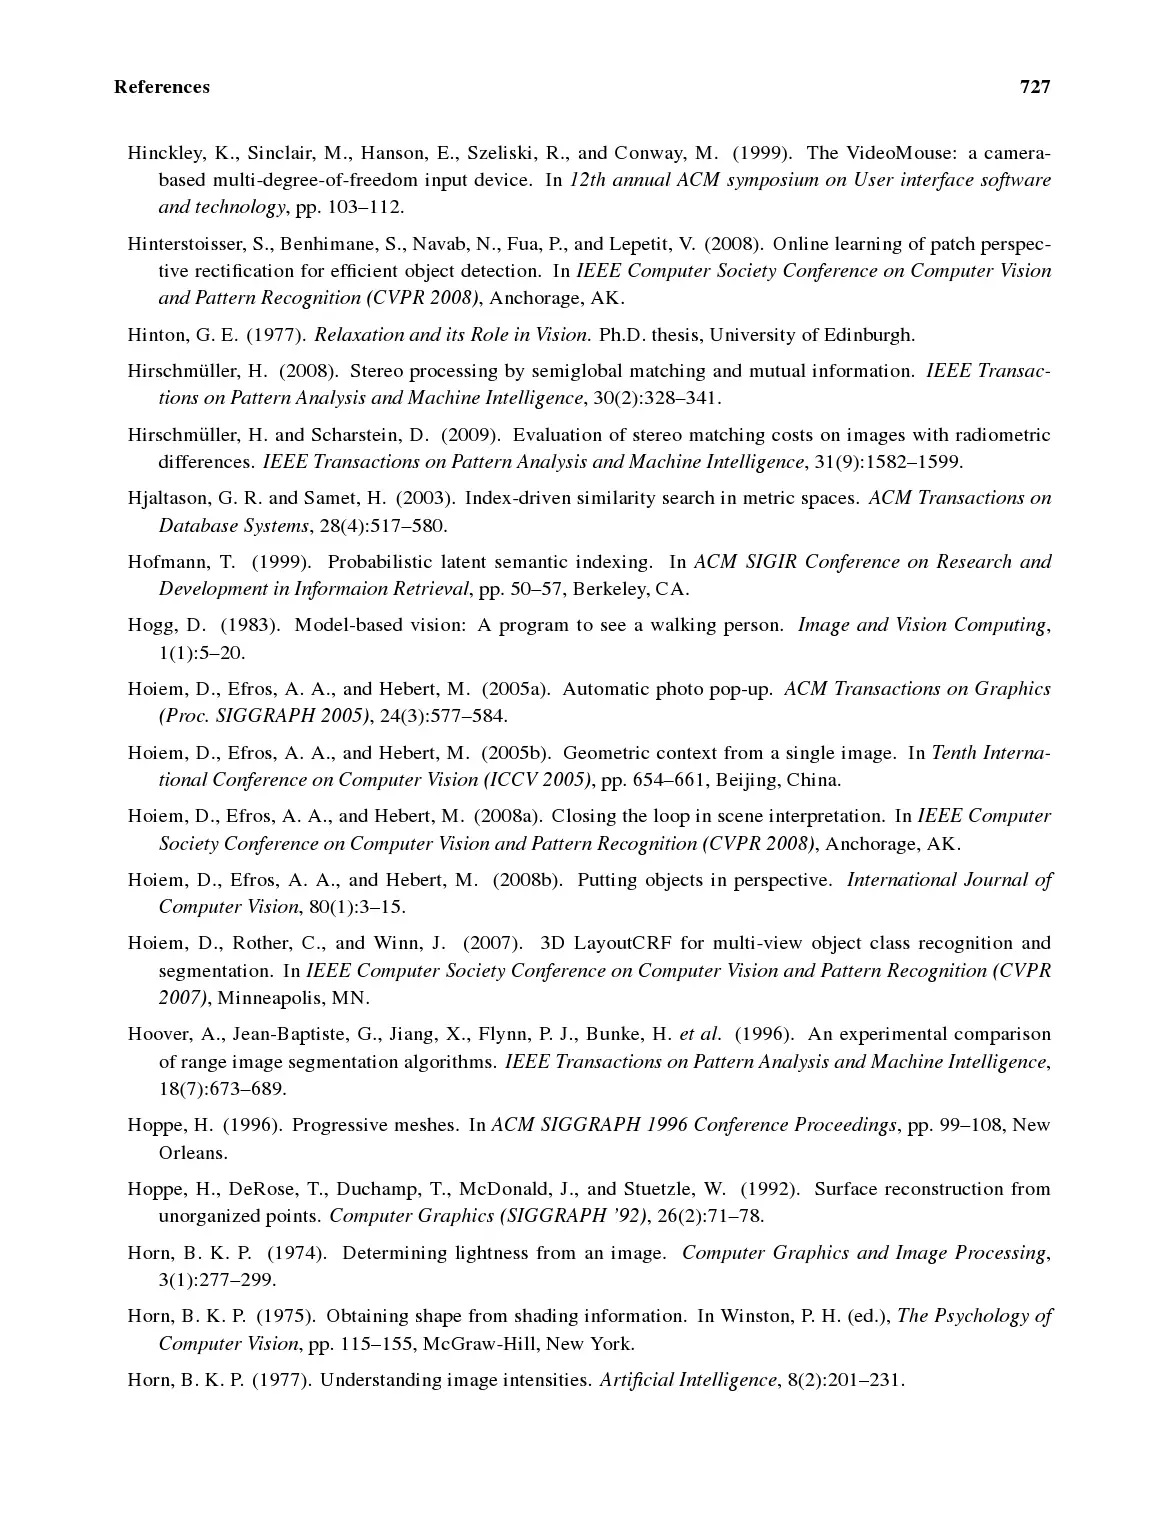 References 727
Hinckley, K., Sinclair, M., Hanson, E., Szeliski, R., and Conway, M. (1999). The VideoMouse: a camera-
based multi-degree-of-freedom input device. In 12th annual ACM symposium on User interface software
and technology, pp. 103–112.
Hinterstoisser, S., Benhimane, S., Navab, N., Fua, P., and Lepetit, V. (2008). Online learning of patch perspec-
tive rectification for efficient object detection. In IEEE Computer Society Conference on Computer Vision
and Pattern Recognition (CVPR 2008), Anchorage, AK.
Hinton, G. E. (1977). Relaxation and its Role in Vision. Ph.D. thesis, University of Edinburgh.
Hirschmüller, H. (2008). Stereo processing by semiglobal matching and mutual information. IEEE Transac-
tions on Pattern Analysis and Machine Intelligence, 30(2):328–341.
Hirschmüller, H. and Scharstein, D. (2009). Evaluation of stereo matching costs on images with radiometric
differences. IEEE Transactions on Pattern Analysis and Machine Intelligence, 31(9):1582–1599.
Hjaltason, G. R. and Samet, H. (2003). Index-driven similarity search in metric spaces. ACM Transactions on
Database Systems, 28(4):517–580.
Hofmann, T. (1999). Probabilistic latent semantic indexing. In ACM SIGIR Conference on Research and
Development in Informaion Retrieval, pp. 50–57, Berkeley, CA.
Hogg, D. (1983). Model-based vision: A program to see a walking person. Image and Vision Computing,
1(1):5–20.
Hoiem, D., Efros, A. A., and Hebert, M. (2005a). Automatic photo pop-up. ACM Transactions on Graphics
(Proc. SIGGRAPH 2005), 24(3):577–584.
Hoiem, D., Efros, A. A., and Hebert, M. (2005b). Geometric context from a single image. In Tenth Interna-
tional Conference on Computer Vision (ICCV 2005), pp. 654–661, Beijing, China.
Hoiem, D., Efros, A. A., and Hebert, M. (2008a). Closing the loop in scene interpretation. In IEEE Computer
Society Conference on Computer Vision and Pattern Recognition (CVPR 2008), Anchorage, AK.
Hoiem, D., Efros, A. A., and Hebert, M. (2008b). Putting objects in perspective. International Journal of
Computer Vision, 80(1):3–15.
Hoiem, D., Rother, C., and Winn, J. (2007). 3D LayoutCRF for multi-view object class recognition and
segmentation. In IEEE Computer Society Conference on Computer Vision and Pattern Recognition (CVPR
2007), Minneapolis, MN.
Hoover, A., Jean-Baptiste, G., Jiang, X., Flynn, P. J., Bunke, H. et al. (1996). An experimental comparison
of range image segmentation algorithms. IEEE Transactions on Pattern Analysis and Machine Intelligence,
18(7):673–689.
Hoppe, H. (1996). Progressive meshes. In ACM SIGGRAPH 1996 Conference Proceedings, pp. 99–108, New
Orleans.
Hoppe, H., DeRose, T., Duchamp, T., McDonald, J., and Stuetzle, W. (1992). Surface reconstruction from
unorganized points. Computer Graphics (SIGGRAPH ’92), 26(2):71–78.
Horn, B. K. P. (1974). Determining lightness from an image. Computer Graphics and Image Processing,
3(1):277–299.
Horn, B. K. P. (1975). Obtaining shape from shading information. In Winston, P. H. (ed.), The Psychology of
Computer Vision, pp. 115–155, McGraw-Hill, New York.
Horn, B. K. P. (1977). Understanding image intensities. Artificial Intelligence, 8(2):201–231.